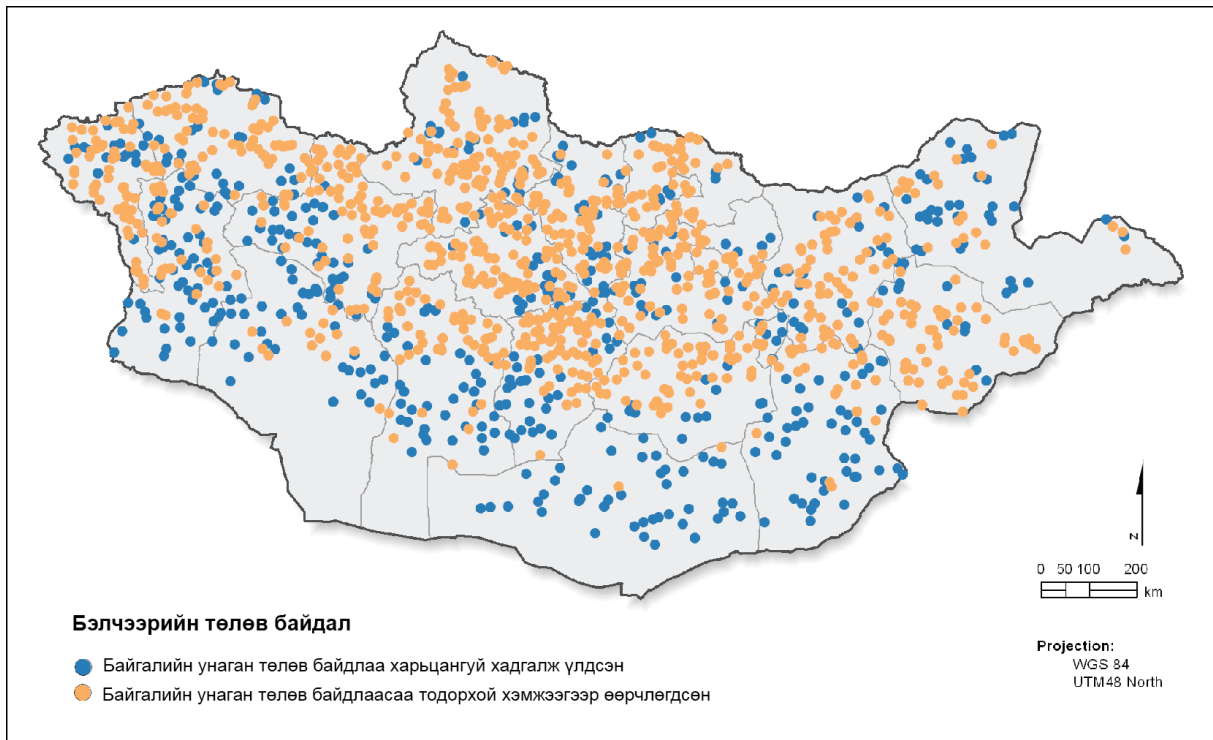 N
0 50 100 200
km
Бэлчээрийн төлөв байдал
Байгалийн унаган төлөв байдлаа харьцангуй хадгалж үлдсэн
Байгалийн унаган төлөв байдлаасаа тодорхой хэмжээгээр өөрчлөгдсөн
Projection:
WGS 84
UTM48 North